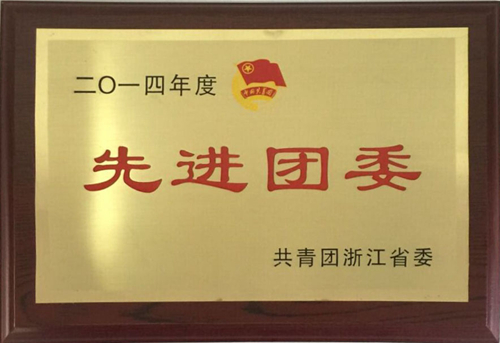 二〇一四年度
先进团委
共青团浙江省委